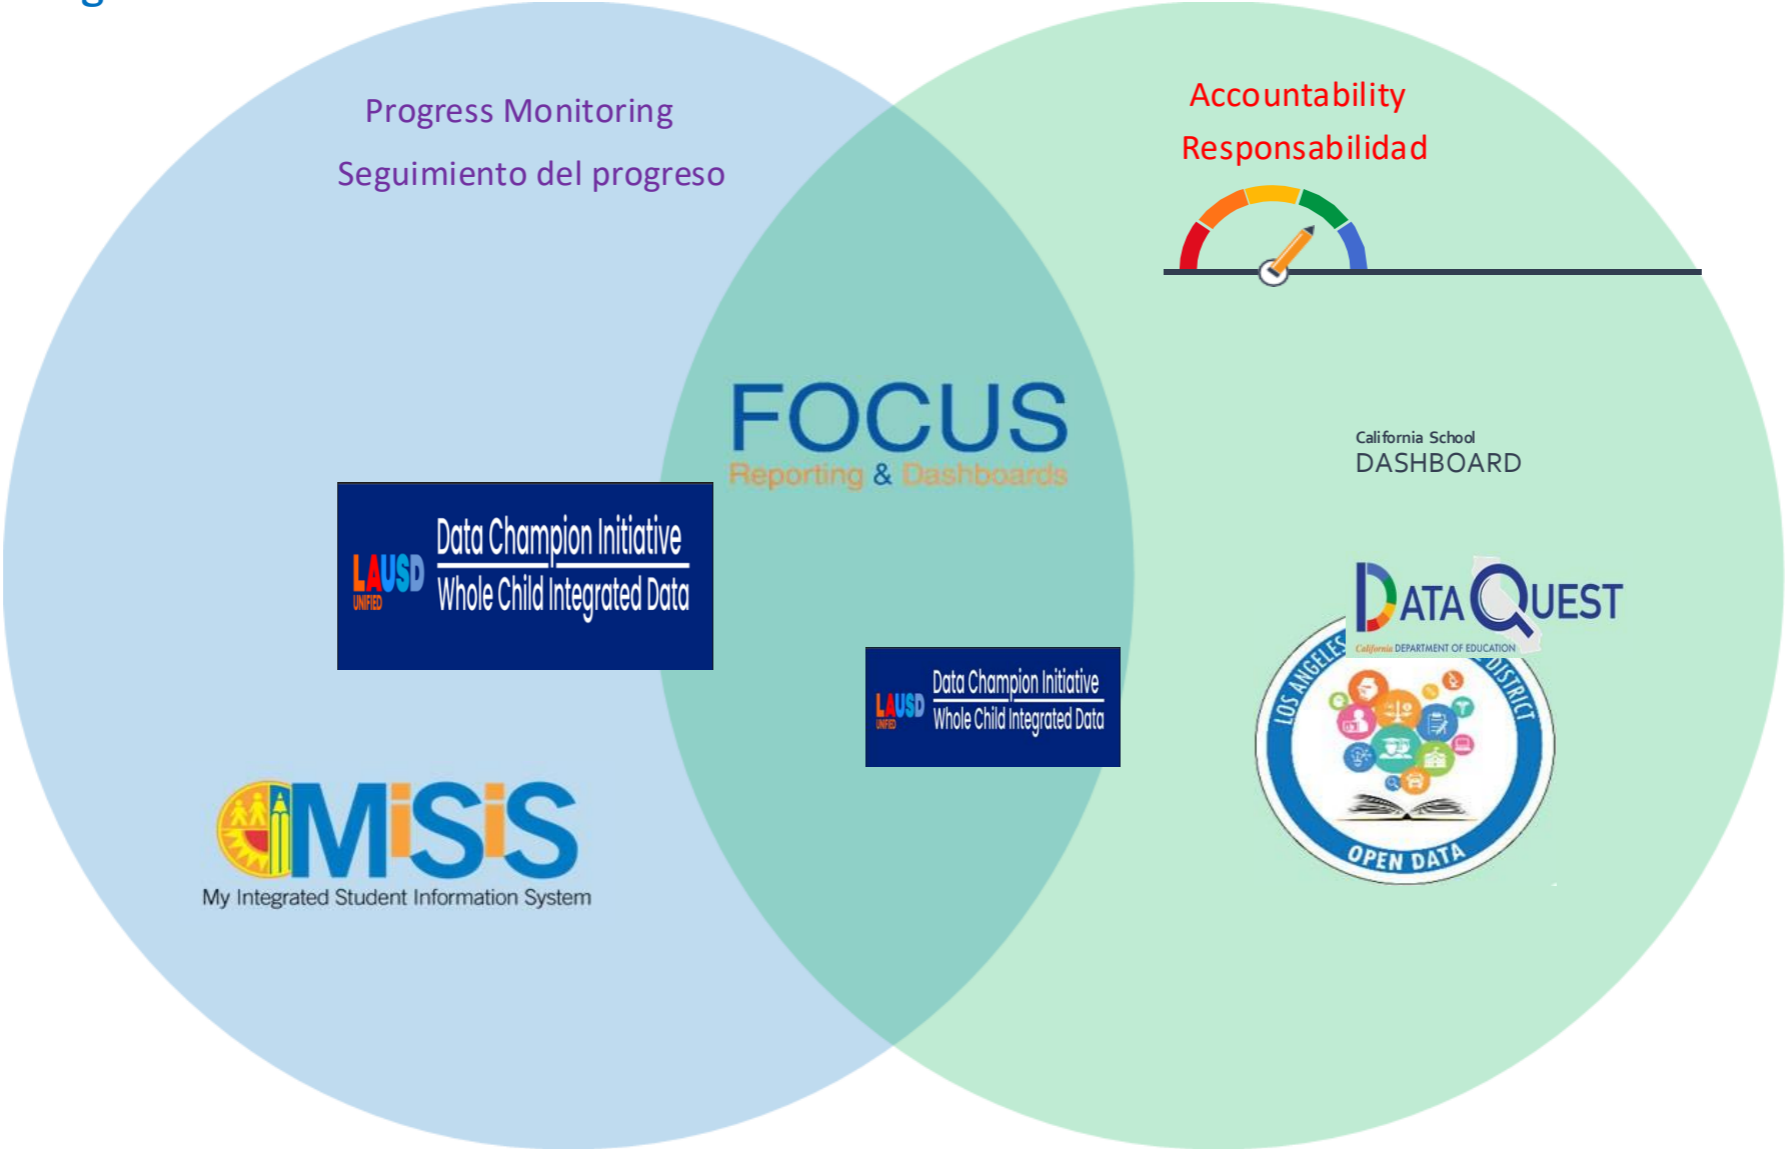 g
Progress Monitoring
Seguimiento del progreso
Accountability
Responsabilidad
FOCUS
Reporting & Dashboards
California School
DASHBOARD
LAUSD
UNIFIED
Data Champion Initiative
Whole Child Integrated Data
DATA QUEST
California DEPARTMENT OF EDUCATION
LAUSD
UNIFIED
Data Champion Initiative
Whole Child Integrated Data
LOS ANGELES
DISTRICT
OPEN DATA
MiSiS
My Integrated Student Information System